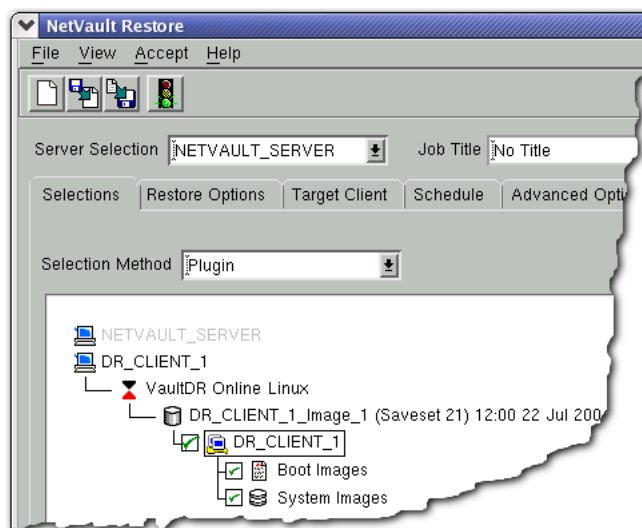 NetVault Restore
File View Accept Help
Server Selection NETVAULT_SERVER Job Title No Title
Selections Restore Options Target Client Schedule Advanced
Selection Method Plugin
NETVAULT_SERVER
DR_CLIENT_1
VaultDR Online Linux
DR_CLIENT_1_Image_1 (Saveset 21) 12:00 22 Jul
DR_CLIENT_1
Boot Images
System Images